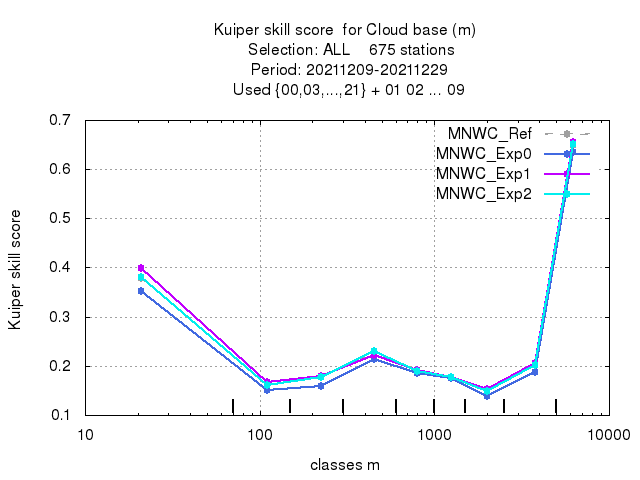 Kuiper skill score  for Cloud base (m)
Selection: ALL    675 stations
Period: 20211209-20211229
Used {00,03,...,21} + 01 02 ... 09
Kuiper skill score
0.7
0.6
0.5
0.4
0.3
0.2
0.1
MNWC_Ref
MNWC_Exp0
MNWC_Exp1
MNWC_Exp2
10
100
1000
10000
classes m